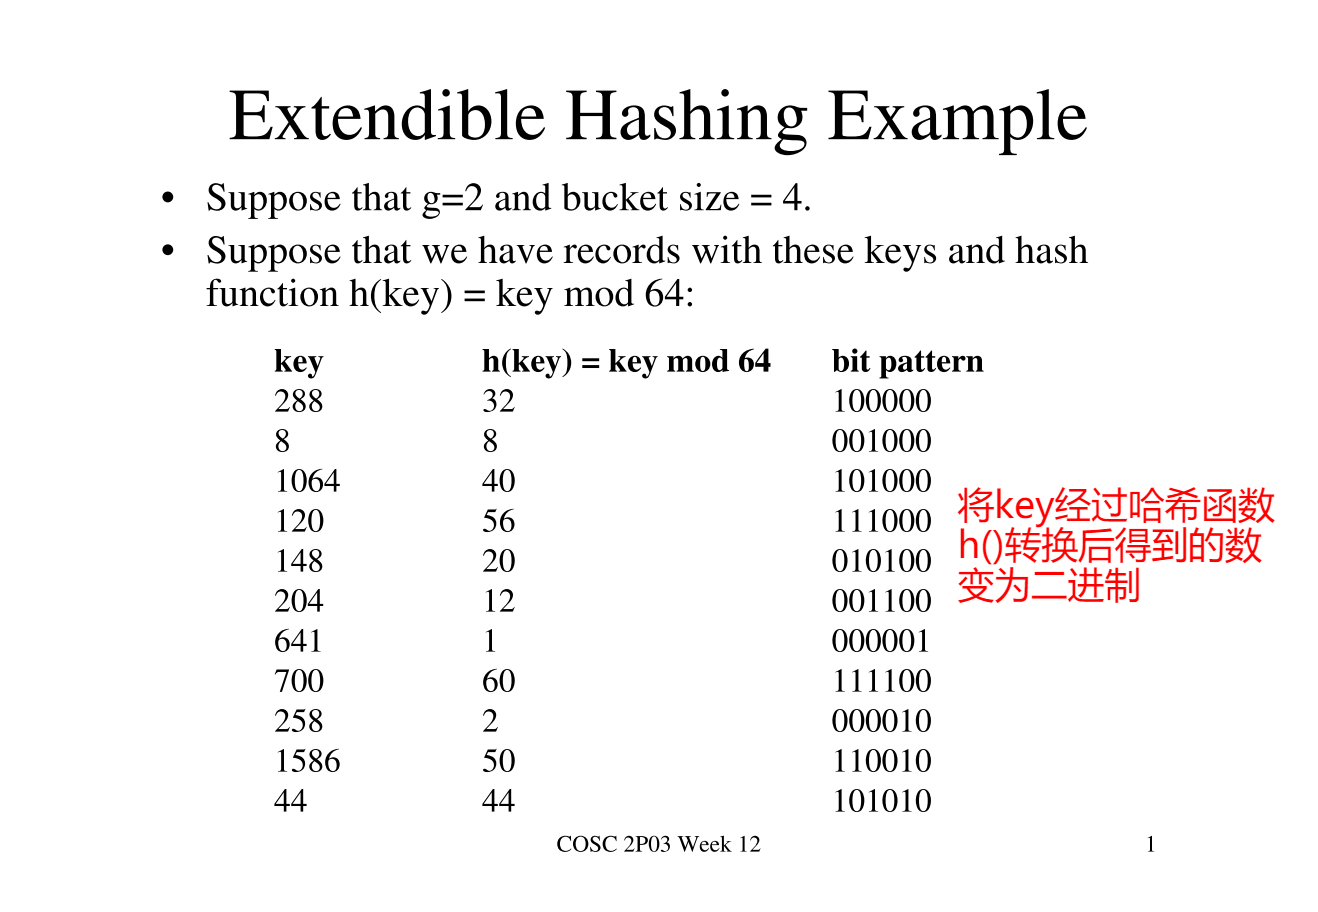 Extendible Hashing Example
• Suppose that g=2 and bucket size = 4.
• Suppose that we have records with these keys and hash
function h(key) = key mod 64:
key h(key) = key mod 64 bit pattern
288 32 100000
8 8 001000
1064 40 101000
120 56 111000
148 20 010100
204 12 001100
641 1 000001
700 60 111100
258 2 000010
1586 50 110010
44 44 101010
将key经过哈希函数
h()转换后得到的数
变为二进制
COSC 2P03 Week 12 1